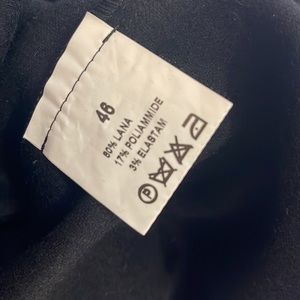 46
80% LANA
17% POLIAMMIDE
3% ELASTAM
P